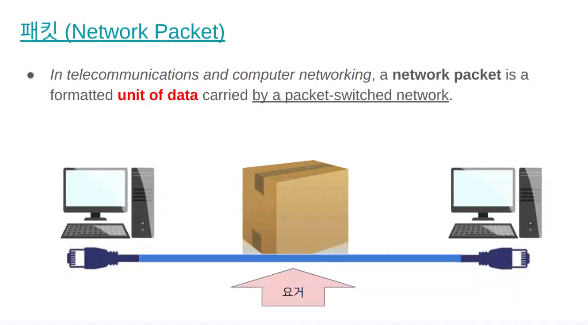 패킷 (Network Packet)
● In telecommunications and computer networking, a network packet is a
formatted unit of data carried by a packet-switched network.
요거